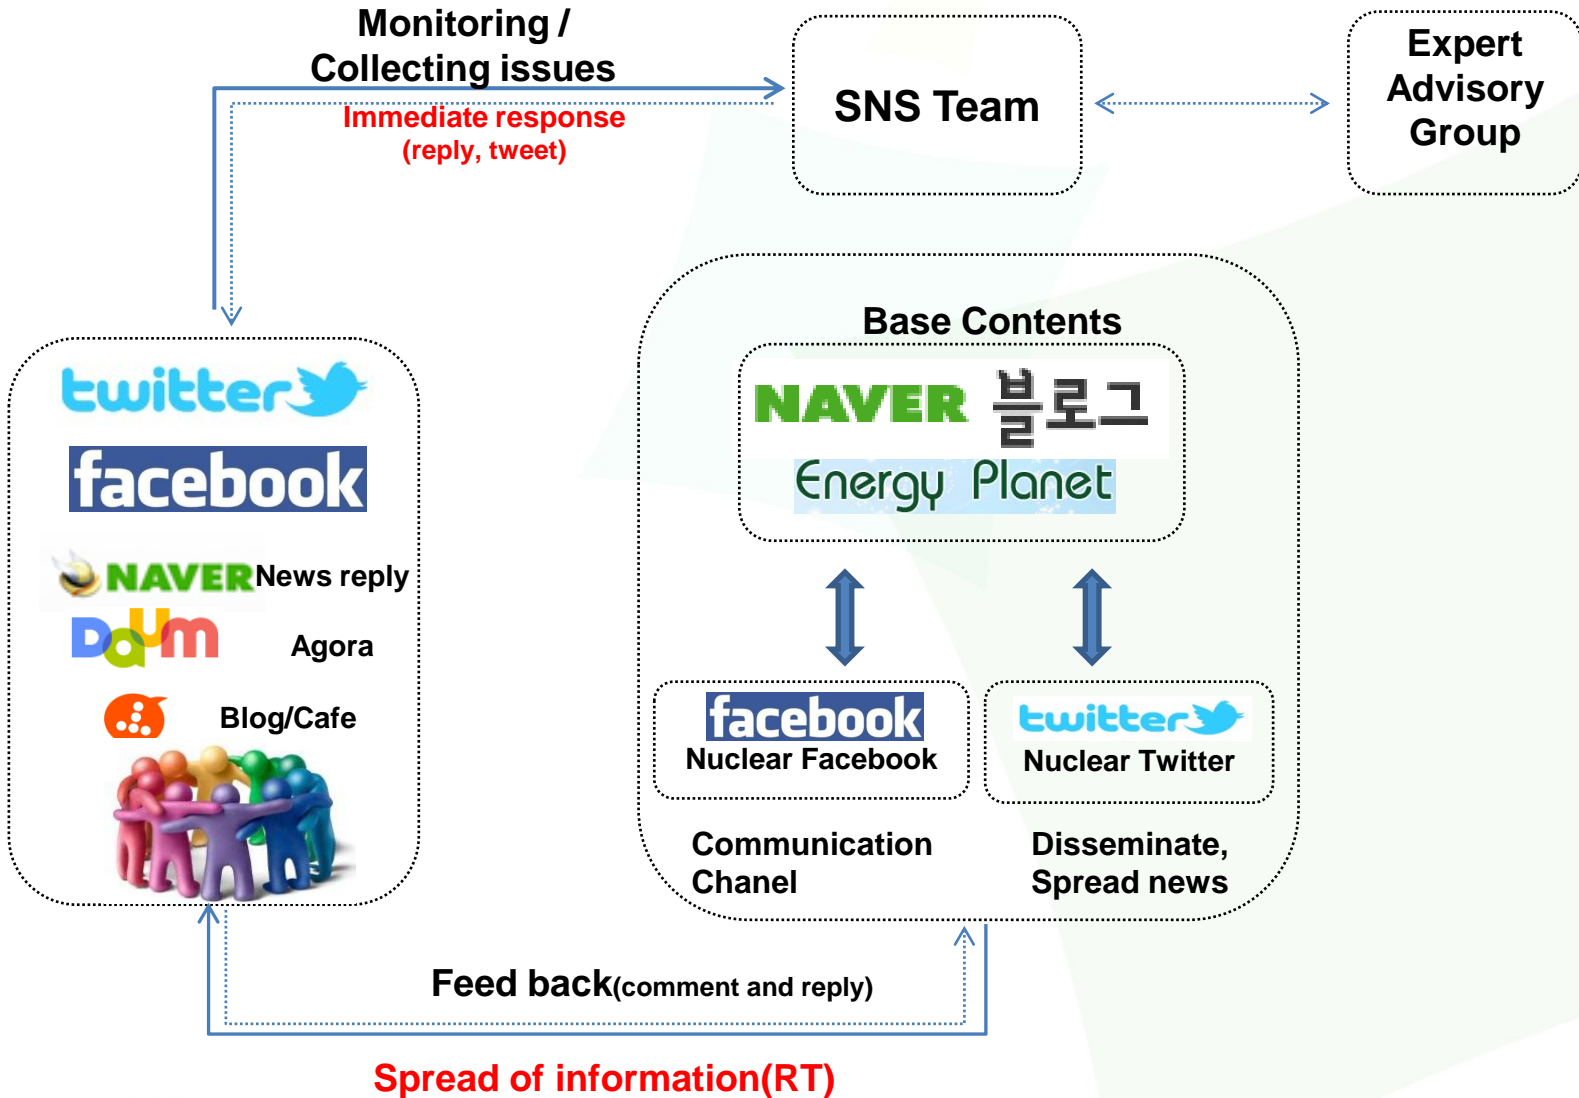 Monitoring /
Collecting issues
Immediate response
(reply, tweet)
SNS Team
Expert
Advisory
Group
twitter
facebook
NAVER News reply
Daum Agora
Blog/Cafe
Base Contents
NAVER 블로그
Energy Planet
facebook
Nuclear Facebook
twitter
Nuclear Twitter
Communication
Chanel
Disseminate,
Spread news
Feed back(comment and reply)
Spread of information(RT)